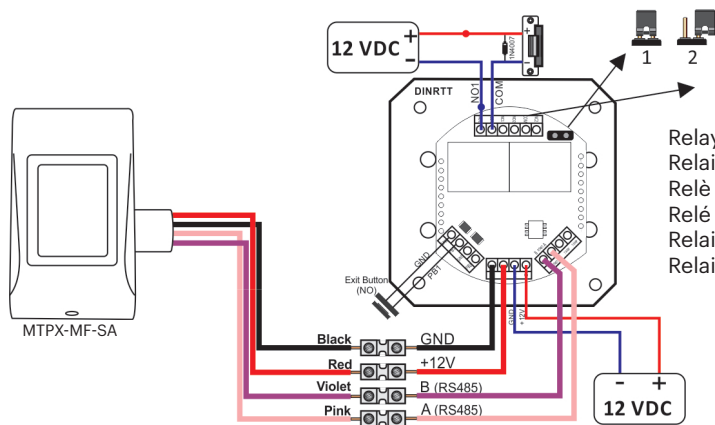 12 VDC
+
-
1N4007
+
-
1 2
DINRTT
NO1
COM
Relay
Relai
Relè
Relé
Relai
Relai
GND
PB1
Exit Button
(NO)
MTPX-MF-SA
GND
+12V
Black GND
Red +12V
Violet B (RS485)
Pink A (RS485)
- +
12 VDC